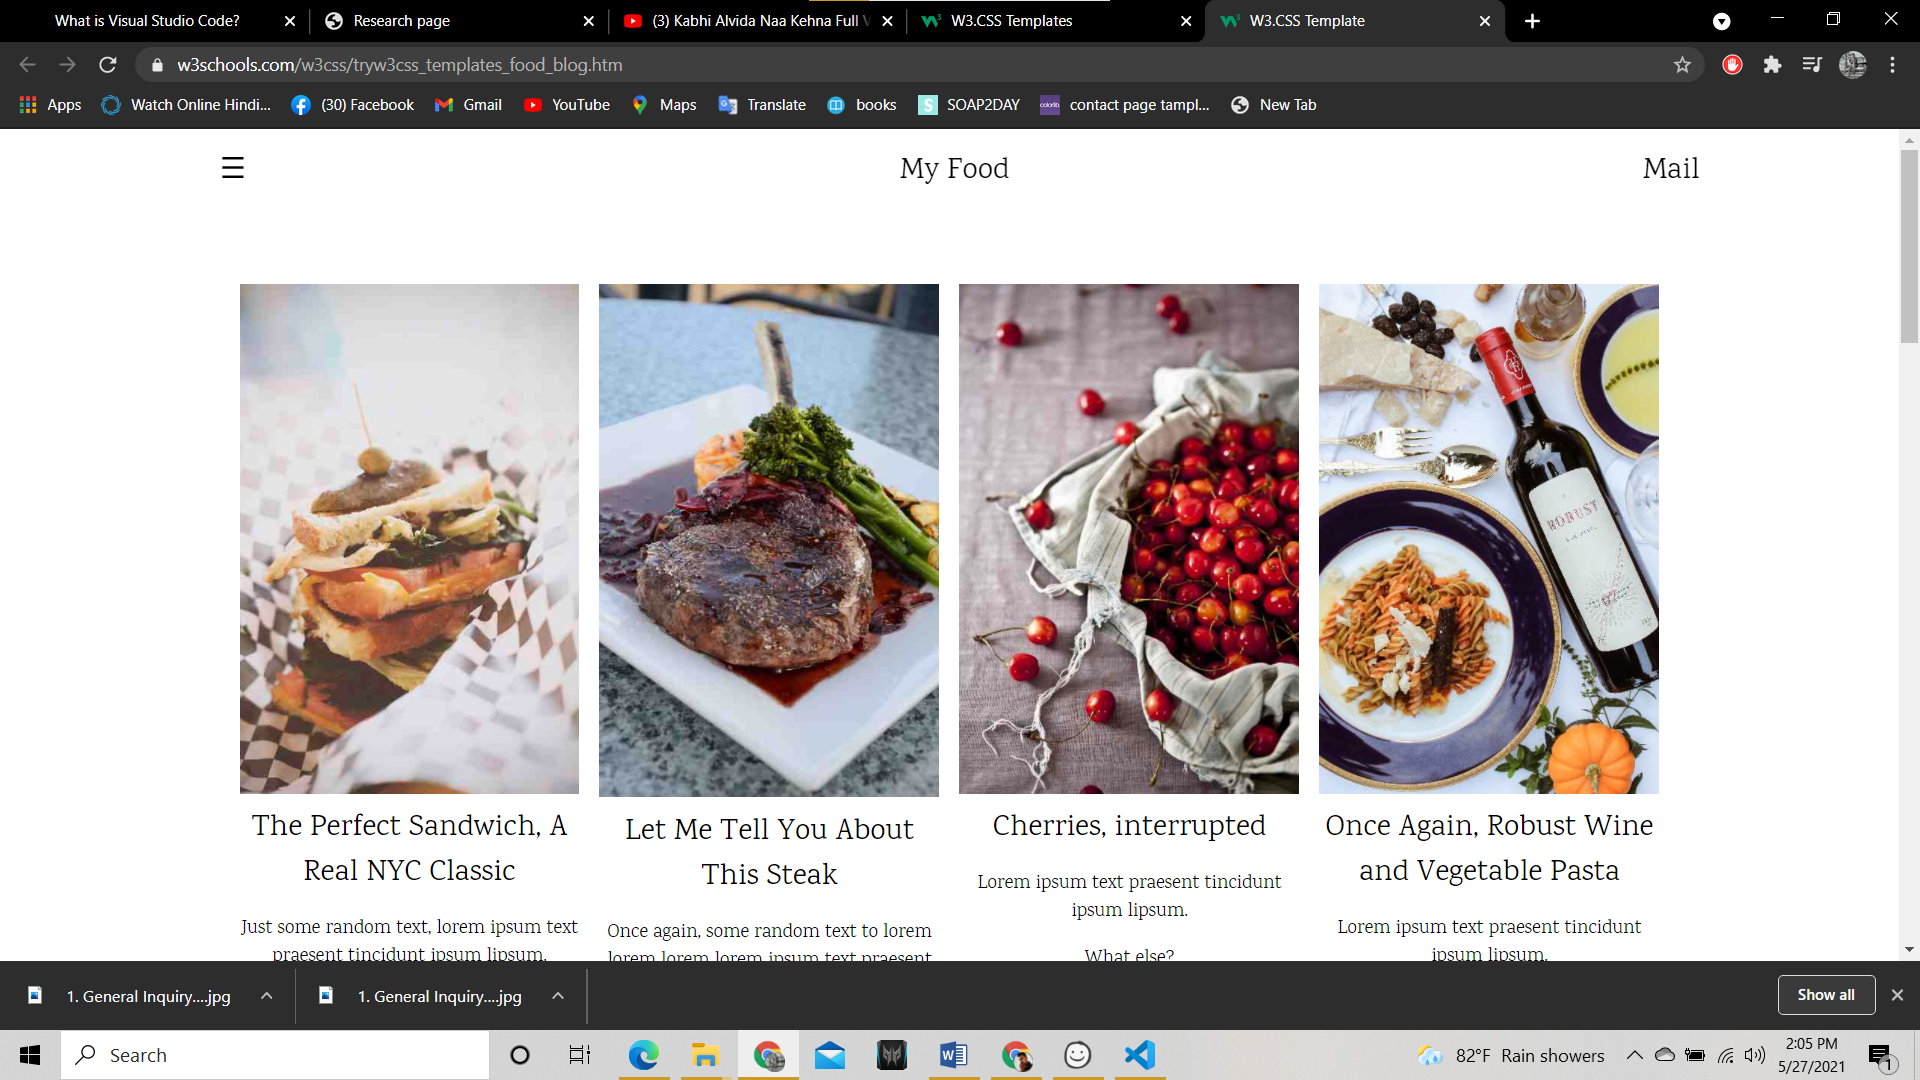 What is Visual Studio Code?
Research page
(3) Kabhi Alvida Naa Kehna Full V
W3.CSS Templates
W3.CSS Template
w3schools.com/w3css/tryw3css_templates_food_blog.htm
Apps
Watch Online Hindi...
(30) Facebook
Gmail
YouTube
Maps
Translate
books
S SOAP2DAY
colorlib contact page tampl...
New Tab
☰
My Food
Mail
ROBUST
The Perfect Sandwich, A
Real NYC Classic
Just some random text, lorem ipsum text
praesent tincidunt ipsum lipsum.
Let Me Tell You About
This Steak
Once again, some random text to lorem
lorem lorem lorem ipsum text praesent
Cherries, interrupted
Lorem ipsum text praesent tincidunt
ipsum lipsum.
What else?
Once Again, Robust Wine
and Vegetable Pasta
Lorem ipsum text praesent tincidunt
ipsum lipsum.
1. General Inquiry....jpg
1. General Inquiry....jpg
Show all
Search
82°F Rain showers
2:05 PM
5/27/2021
1